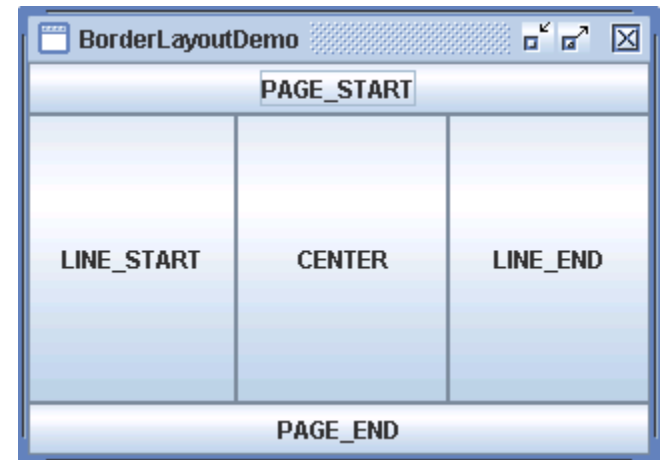 BorderLayoutDemo
PAGE_START
LINE_START CENTER LINE_END
PAGE_END